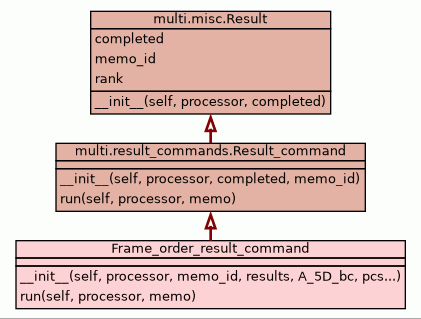 multi.misc.Result
completed
memo_id
rank
__init__(self, processor, completed)
multi.result_commands.Result_command
__init__(self, processor, completed, memo_id)
run(self, processor, memo)
Frame_order_result_command
__init__(self, processor, memo_id, results, A_5D_bc, pcs...)
run(self, processor, memo)